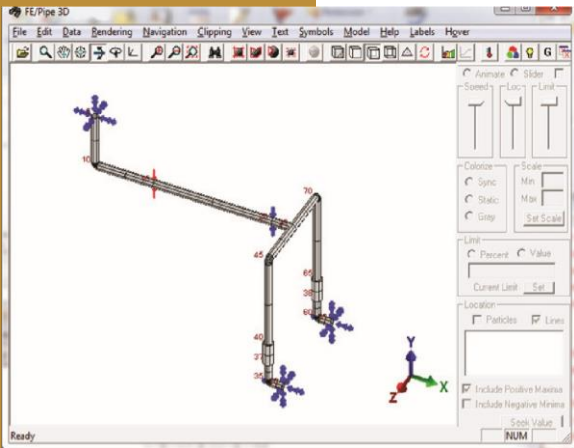 FE/Pipe 3D
File Edit Data Rendering Navigation Clipping View Text Symbols Model Help Labels Hover
G
Animate Slider
Speed Loc Limit
Colorize Scale
Sync Min
Static Max
Grep Set Scale
Limit
Percent Value
Current Limit Set
Location
Particles Lines
Include Positive Maxima
Include Negative Minima
Seek Value
10
70
45
65
38
60
40
37
35
Y
X
Z
Ready NUM